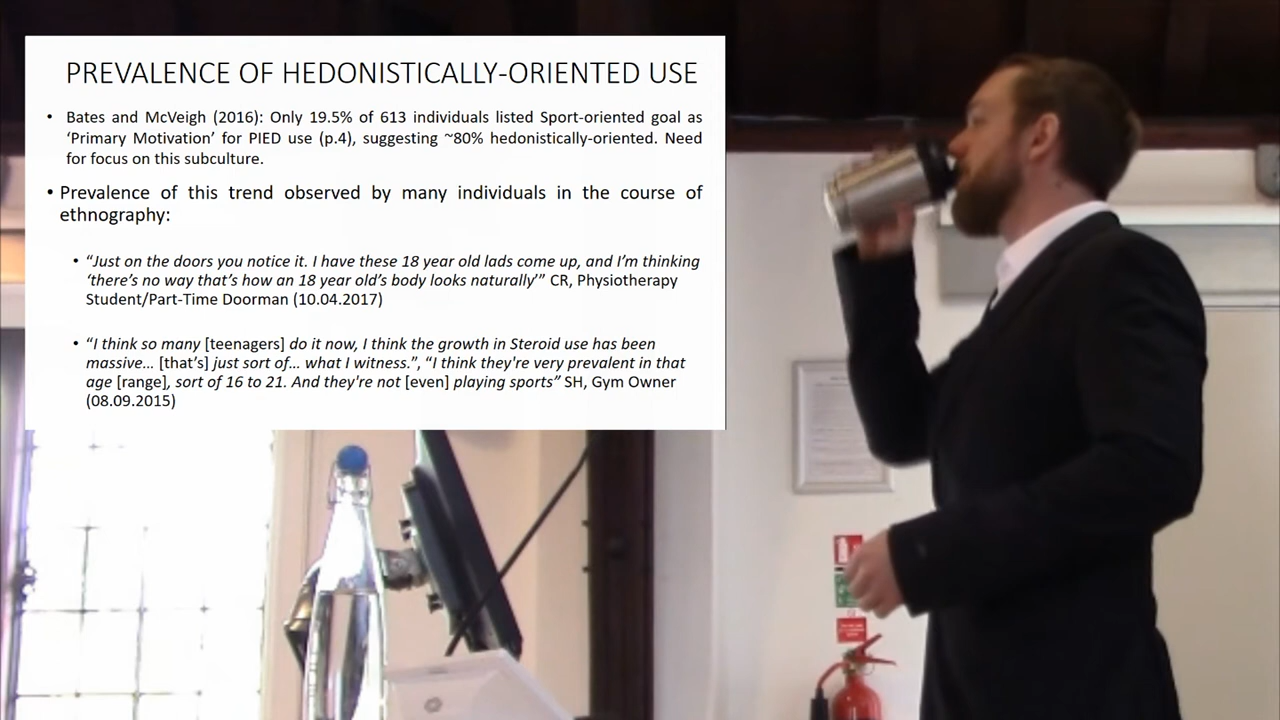 PREVALENCE OF HEDONISTICALLY-ORIENTED USE
• Bates and McVeigh (2016): Only 19.5% of 613 individuals listed Sport-oriented goal as
‘Primary Motivation’ for PIED use (p.4), suggesting ~80% hedonistically-oriented. Need
for focus on this subculture.
• Prevalence of this trend observed by many individuals in the course of
ethnography:
• “Just on the doors you notice it. I have these 18 year old lads come up, and I’m thinking
‘there’s no way that’s how an 18 year old’s body looks naturally’” CR, Physiotherapy
Student/Part-Time Doorman (10.04.2017)
• “I think so many [teenagers] do it now, I think the growth in Steroid use has been
massive… [that’s] just sort of… what I witness.”, “I think they're very prevalent in that
age [range], sort of 16 to 21. And they're not [even] playing sports” SH, Gym Owner
(08.09.2015)